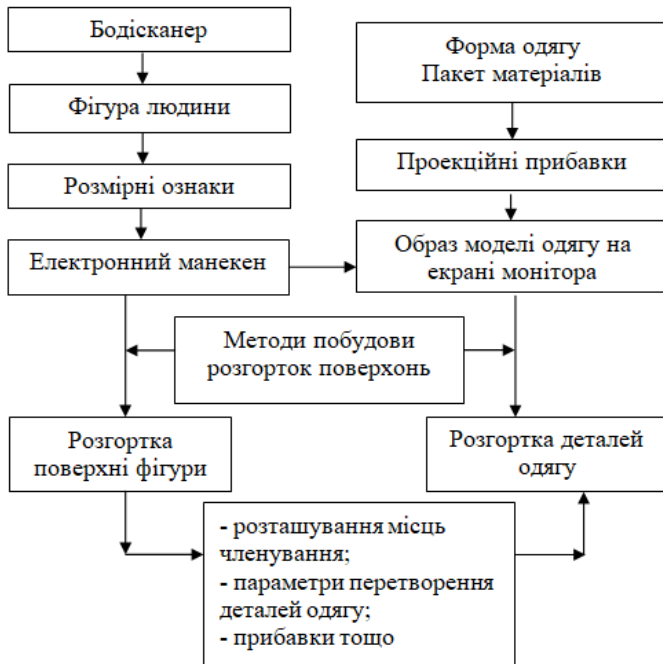 Бодісканер
Фігура людини
Розмірні ознаки
Електронний манекен
Форма одягу
Пакет матеріалів
Проекційні прибавки
Образ моделі одягу на
екрані монітора
Методи побудови
розгорток поверхонь
Розгортка
поверхні фігури
Розгортка деталей
одягу
- розташування місць
членування;
- параметри перетворення
деталей одягу;
- прибавки тощо